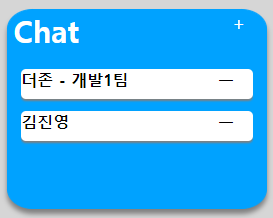 Chat +
더존 - 개발1팀 —
김진영 —